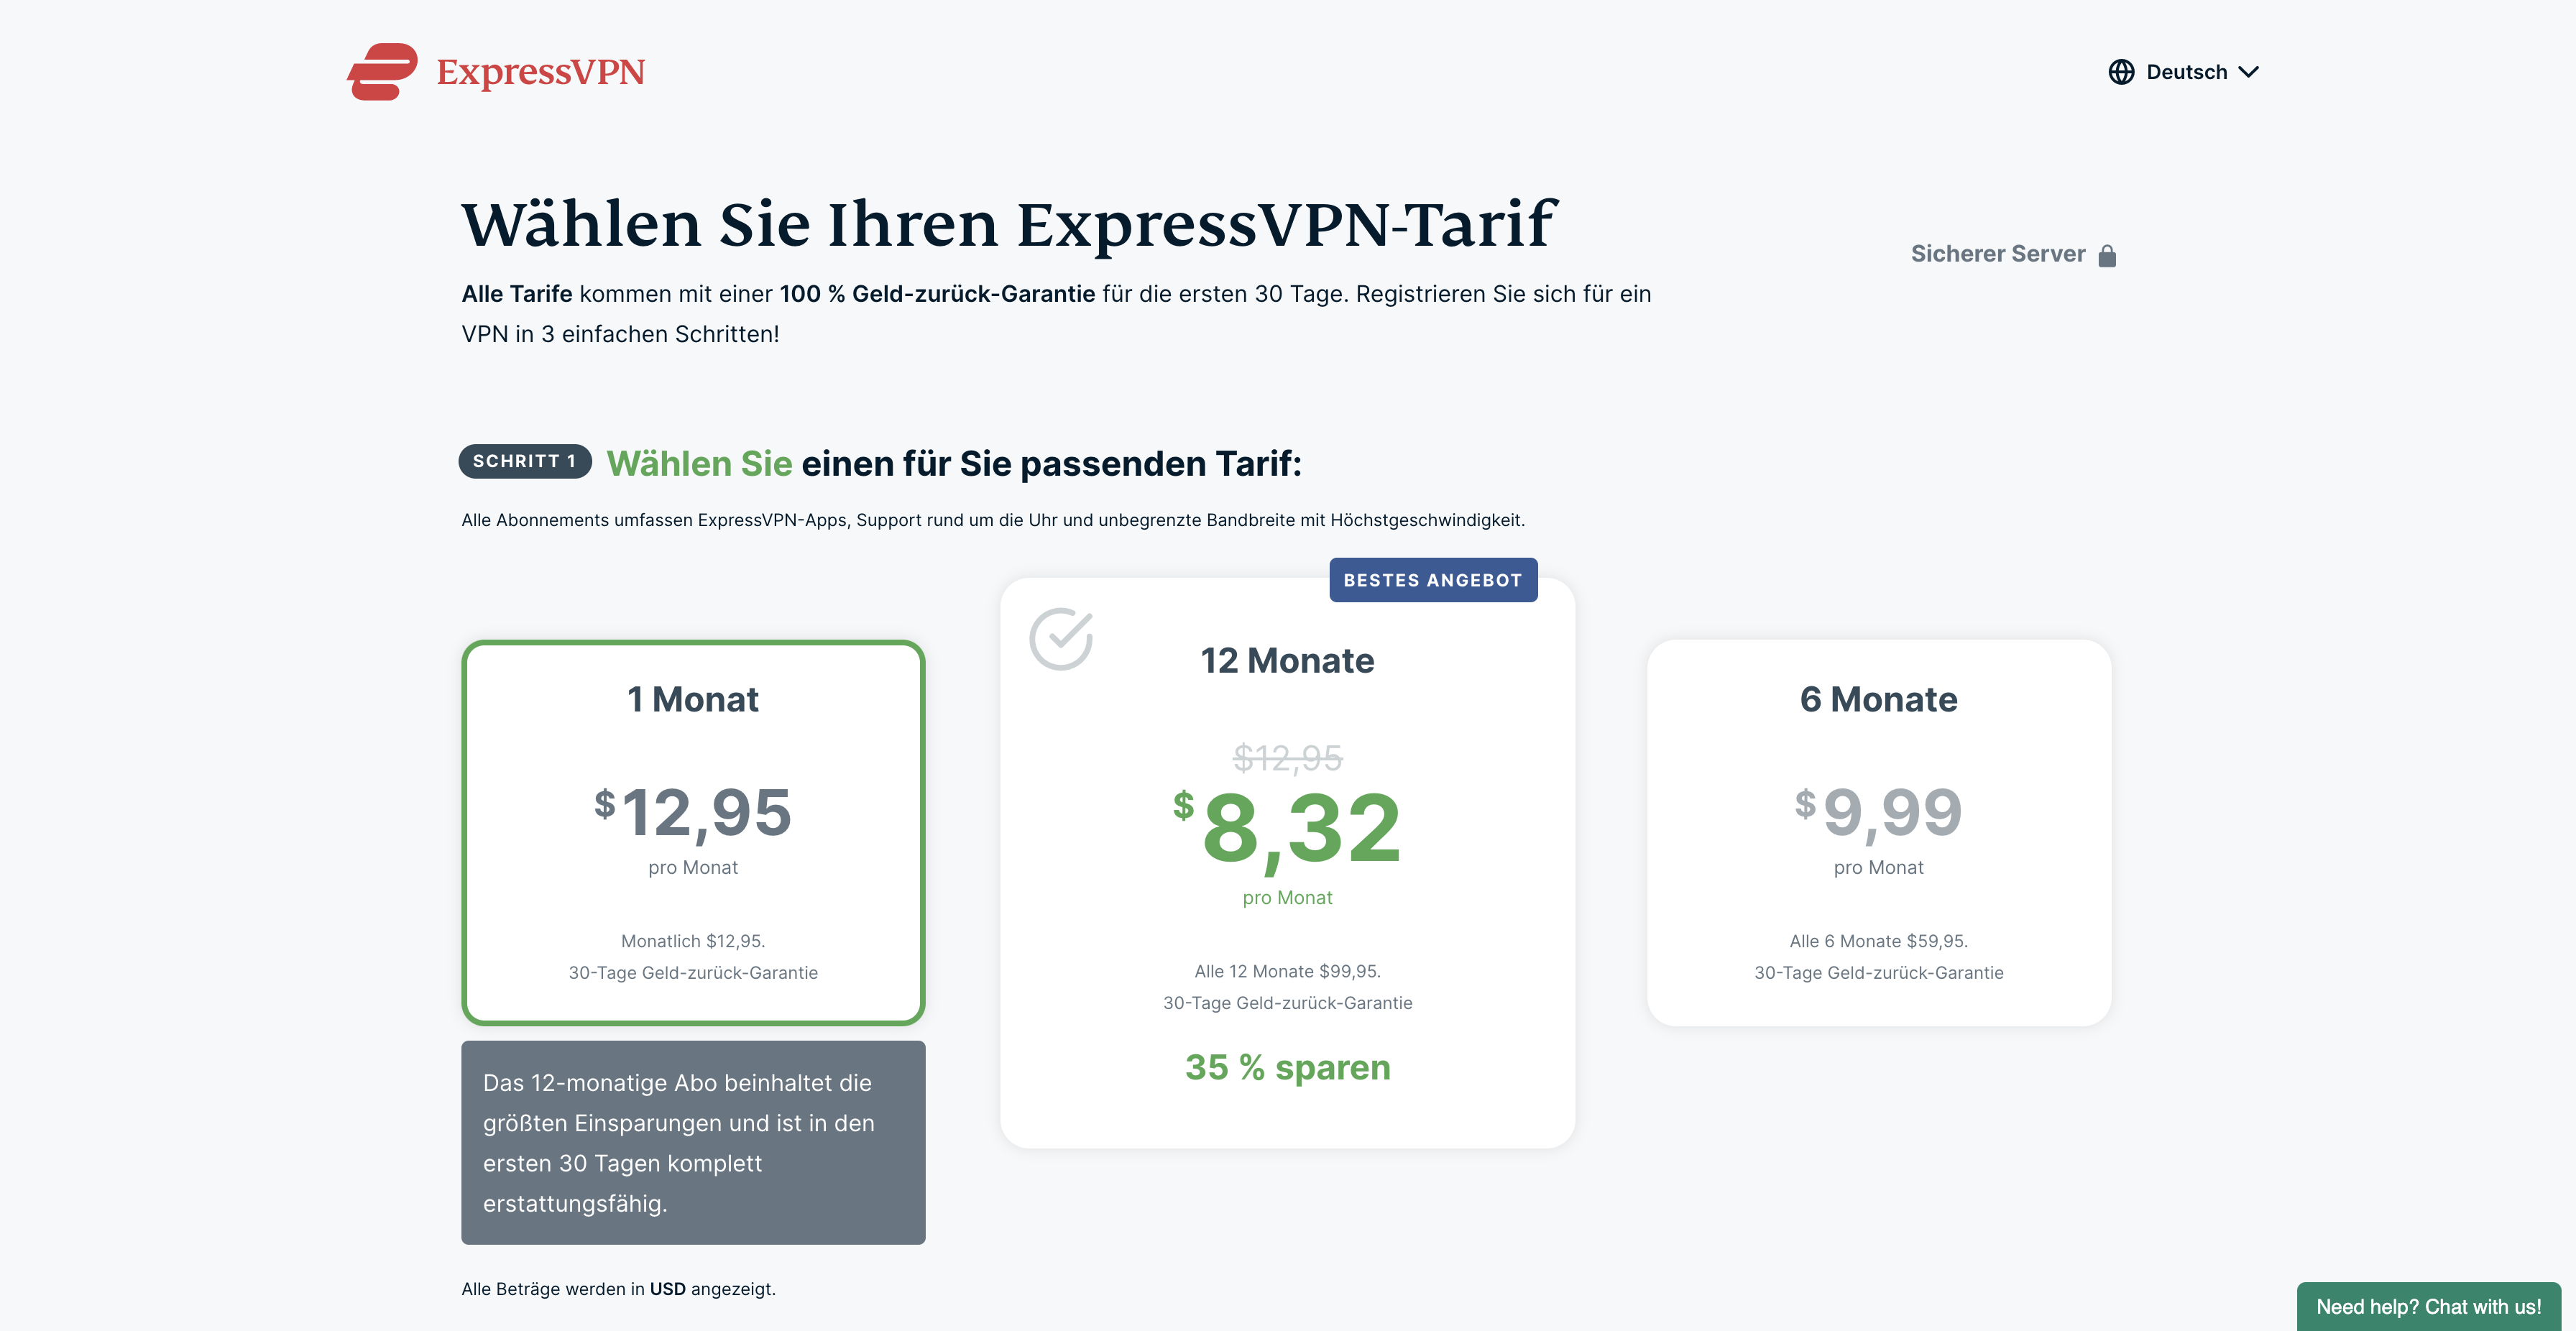 ExpressVPN
Deutsch
Wählen Sie Ihren ExpressVPN-Tarif
Sicherer Server
Alle Tarife kommen mit einer 100 % Geld-zurück-Garantie für die ersten 30 Tage. Registrieren Sie sich für ein
VPN in 3 einfachen Schritten!
SCHRITT 1 Wählen Sie einen für Sie passenden Tarif:
Alle Abonnements umfassen ExpressVPN-Apps, Support rund um die Uhr und unbegrenzte Bandbreite mit Höchstgeschwindigkeit.
1 Monat
$12,95
pro Monat
Monatlich $12,95.
30-Tage Geld-zurück-Garantie
Das 12-monatige Abo beinhaltet die
größten Einsparungen und ist in den
ersten 30 Tagen komplett
erstattungsfähig.
BESTES ANGEBOT
12 Monate
$12,95
$8,32
pro Monat
Alle 12 Monate $99,95.
30-Tage Geld-zurück-Garantie
35 % sparen
6 Monate
$9,99
pro Monat
Alle 6 Monate $59,95.
30-Tage Geld-zurück-Garantie
Alle Beträge werden in USD angezeigt.
Need help? Chat with us!